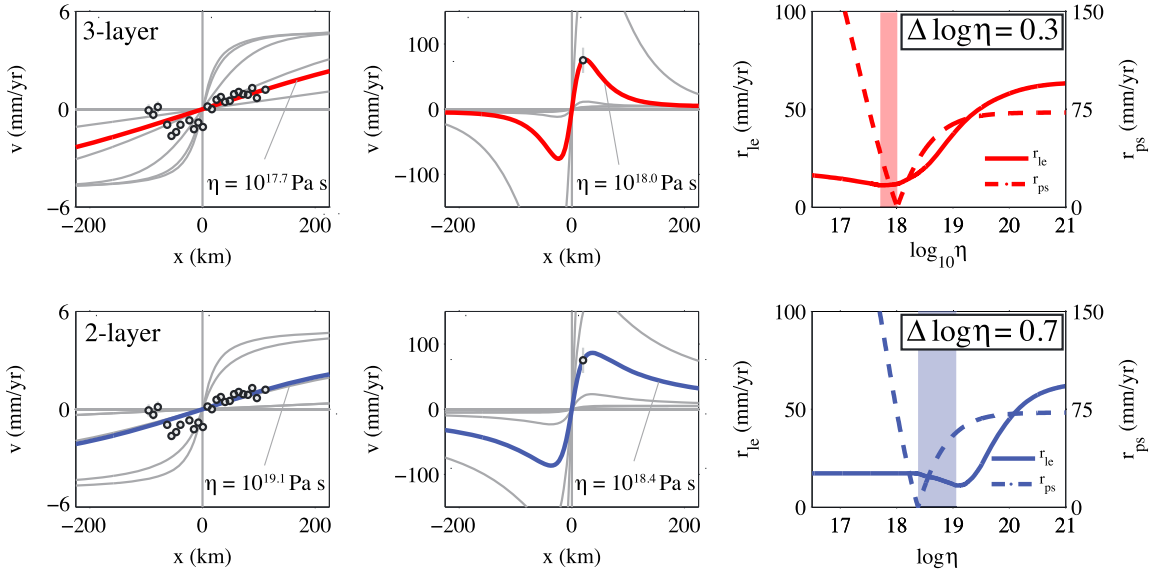 3-layer
6
0
−6
v (mm/yr)
−200
0
200
x (km)
η = 10^17.7 Pa s
100
0
−100
v (mm/yr)
−200
0
200
x (km)
η = 10^18.0 Pa s
100
50
0
r_le (mm/yr)
150
75
0
r_ps (mm/yr)
Δ log η = 0.3
r_le
r_ps
17
18
19
20
21
log_10 η
2-layer
6
0
−6
v (mm/yr)
−200
0
200
x (km)
η = 10^19.1 Pa s
100
0
−100
v (mm/yr)
−200
0
200
x (km)
η = 10^18.4 Pa s
100
50
0
r_le (mm/yr)
150
75
0
r_ps (mm/yr)
Δ log η = 0.7
r_le
r_ps
17
18
19
20
21
log η